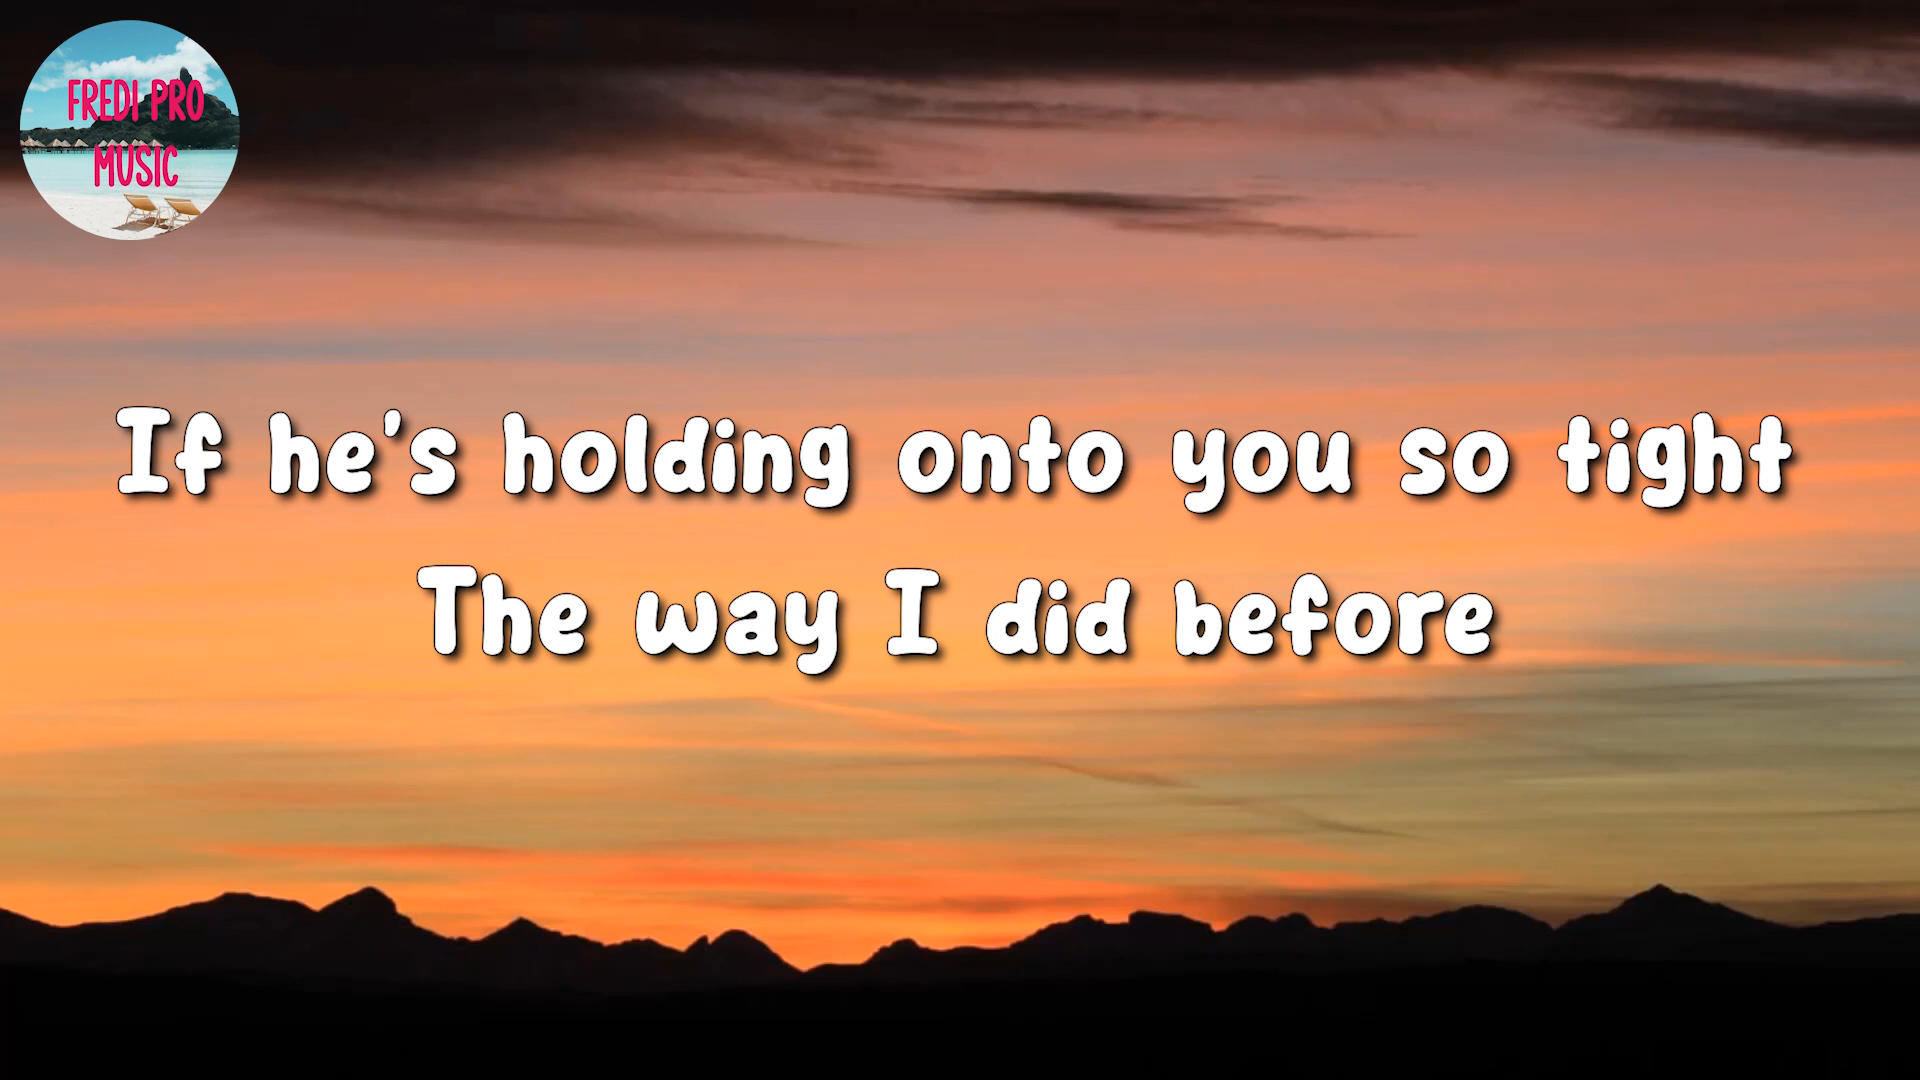 FREDI PRO
MUSIC
If he's holding onto you so tight
The way I did before